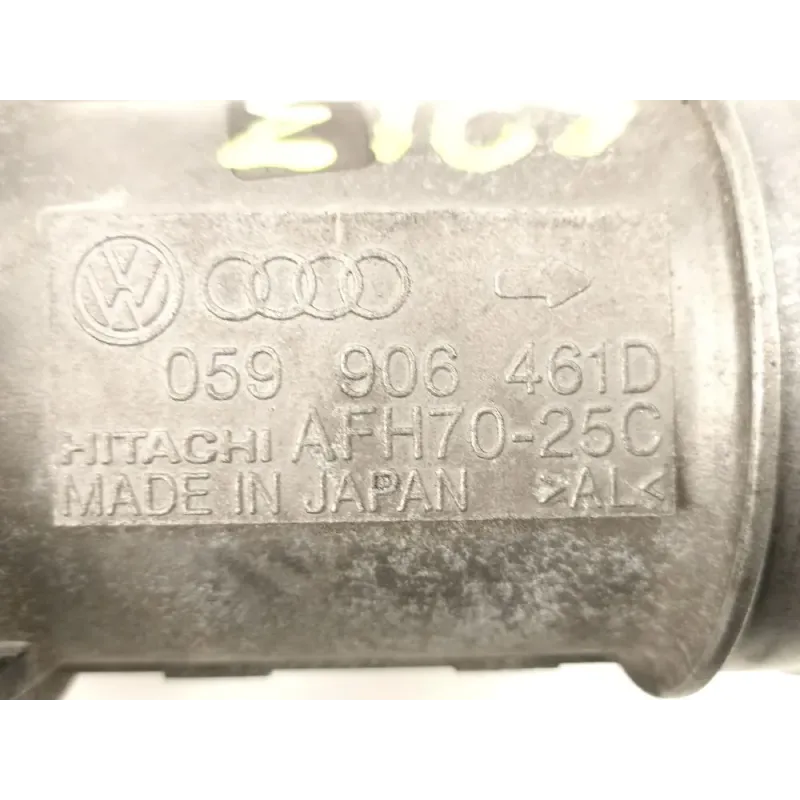 059 906 461D
HITACHI AFH70-25C
MADE IN JAPAN >AL<